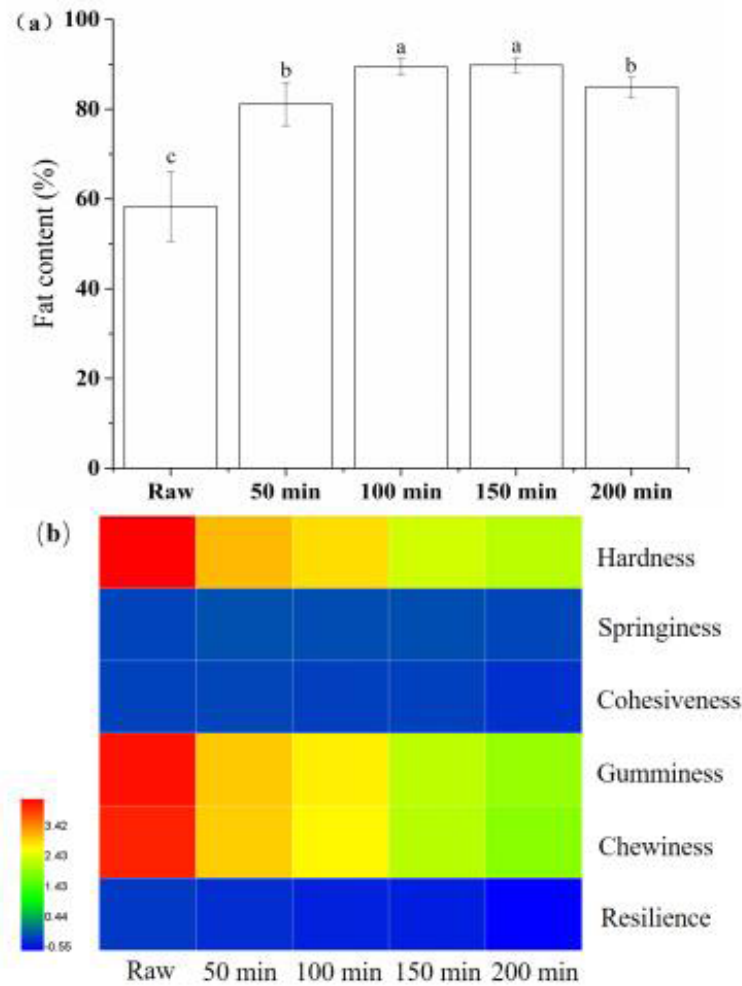 (a)
100
80
60
40
20
0
Fat content (%)
c
b
a
a
b
Raw 50 min 100 min 150 min 200 min
(b)
Hardness
Springiness
Cohesiveness
Gumminess
Chewiness
Resilience
3.42
2.43
1.43
0.44
-0.55
Raw 50 min 100 min 150 min 200 min